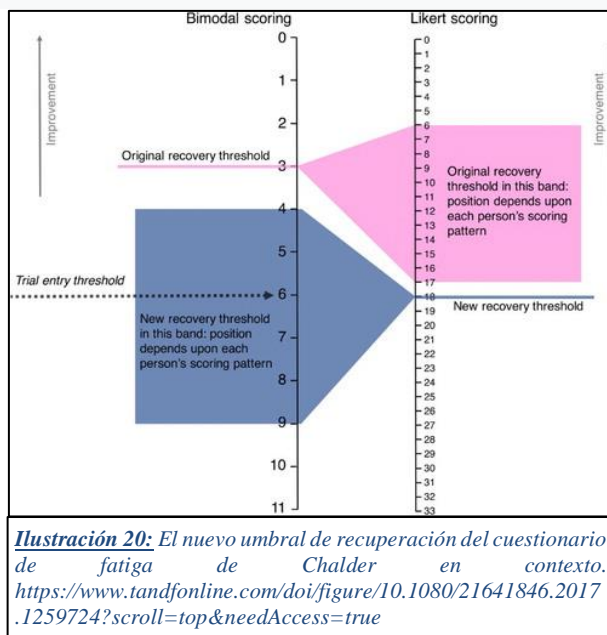 Bimodal scoring
Likert scoring
0
1
2
3
4
5
6
7
8
9
10
11
0
1
2
3
4
5
6
7
8
9
10
11
12
13
14
15
16
17
18
19
20
21
22
23
24
25
26
27
28
29
30
31
32
33
Improvement
Improvement
Original recovery threshold
Original recovery
threshold in this band:
position depends upon
each person's scoring
pattern
Trial entry threshold
New recovery threshold
in this band: position
depends upon each
person's scoring pattern
New recovery threshold
Ilustración 20: El nuevo umbral de recuperación del cuestionario
de fatiga de Chalder en contexto.
https://www.tandfonline.com/doi/figure/10.1080/21641846.2017
.1259724?scroll=top&needAccess=true